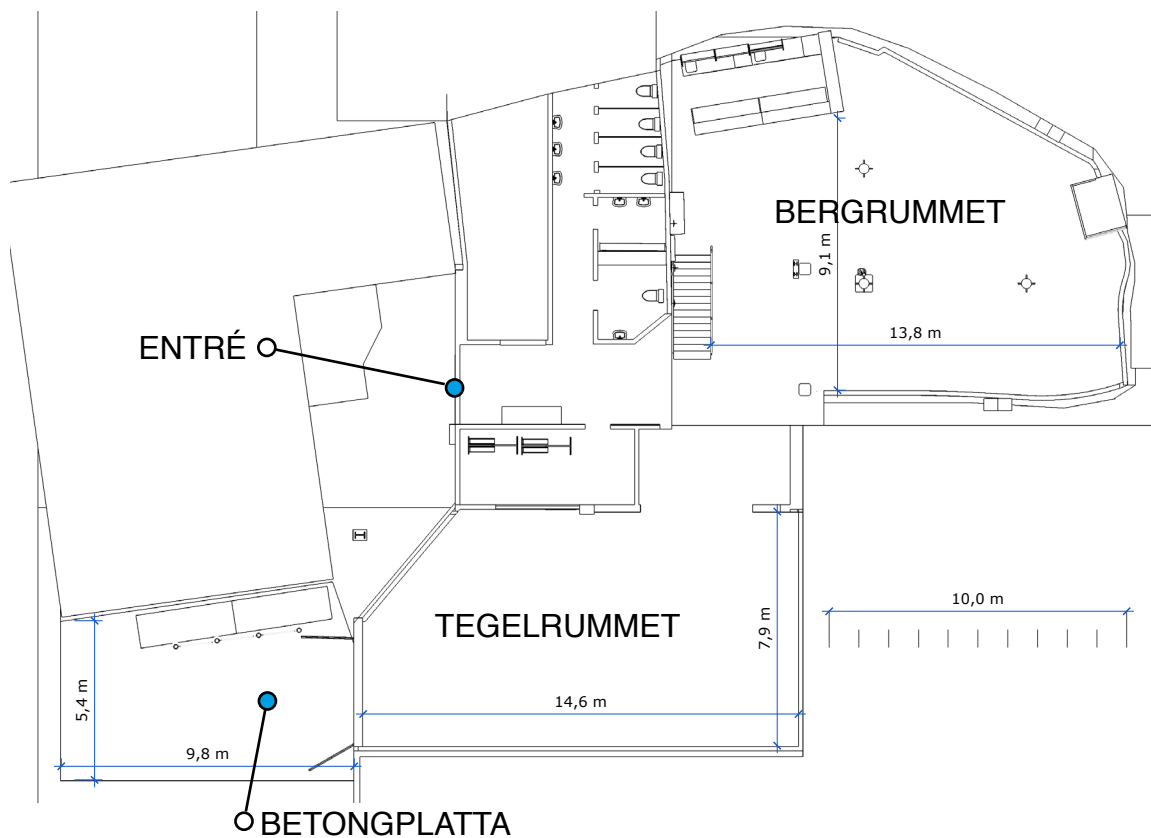 BERGRUMMET
9,1 m
ENTRÉ
13,8 m
10,0 m
TEGELRUMMET
7,9 m
5,4 m
14,6 m
9,8 m
BETONGPLATTA